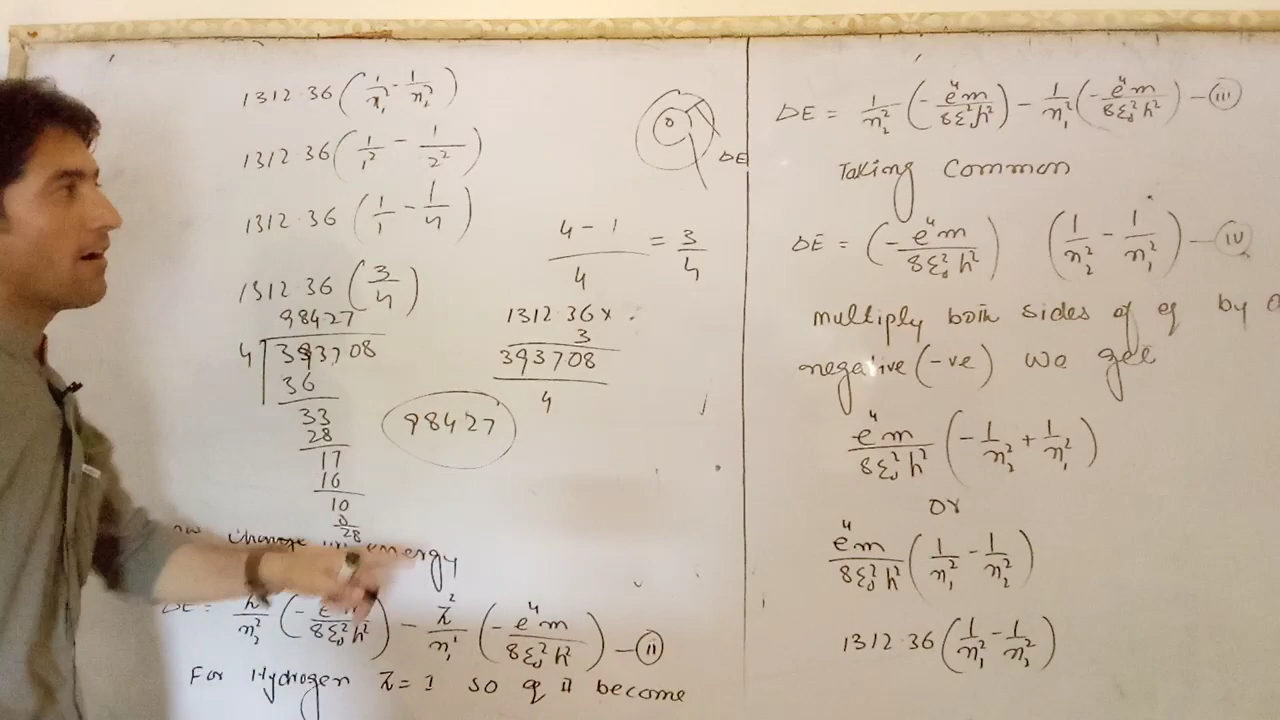 1312.36 (1/n₁² - 1/n₂²)
1312.36 (1/1² - 1/2²)
1312.36 (1/1 - 1/4)
1312.36 (3/4)
98427
4 393708
36
33
28
17
16
10
8
28
4 - 1 / 4 = 3/4
1312.36 ×
3
393708
4
98427
ΔE
change energy
ΔE = /n₂² (- e⁴m / 8ε₀²h²) - Z²/n₁² (- e⁴m / 8ε₀²h²) — (ii)
For Hydrogen Z = 1 so eq ii become
ΔE = 1/n₂² (- e⁴m / 8ε₀²h²) - 1/n₁² (- e⁴m / 8ε₀²h²) — (iii)
Taking Common
ΔE = (- e⁴m / 8ε₀²h²) (1/n₂² - 1/n₁²) — (iv)
multiply both sides of eq by
negative (-ve) we get
e⁴m / 8ε₀²h² (- 1/n₂² + 1/n₁²)
or
e⁴m / 8ε₀²h² (1/n₁² - 1/n₂²)
1312.36 (1/n₁² - 1/n₂²)